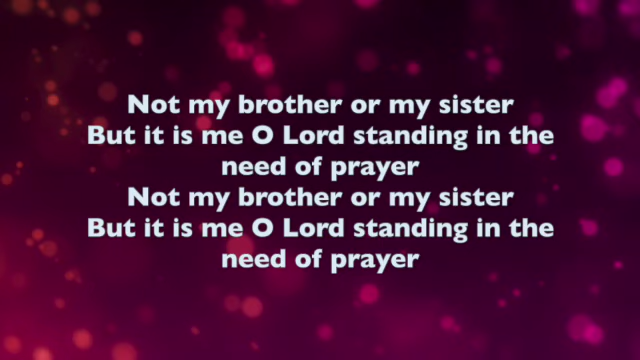 Not my brother or my sister
But it is me O Lord standing in the
need of prayer
Not my brother or my sister
But it is me O Lord standing in the
need of prayer